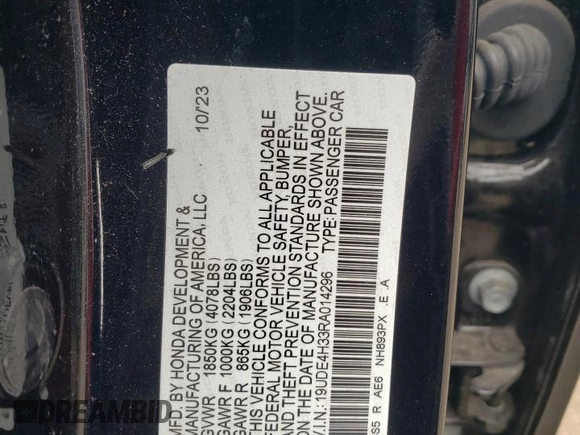 MFD. BY HONDA DEVELOPMENT &
MANUFACTURING OF AMERICA, LLC 10/'23
GVWR 1850KG (4078LBS)
GAWR F 1000KG (2204LBS)
GAWR R 865KG (1906LBS)
THIS VEHICLE CONFORMS TO ALL APPLICABLE
FEDERAL MOTOR VEHICLE SAFETY, BUMPER,
AND THEFT PREVENTION STANDARDS IN EFFECT
ON THE DATE OF MANUFACTURE SHOWN ABOVE.
V.I.N.: 19UDE4H33RA014296 TYPE: PASSENGER CAR
S5 R AE6 NH893PX .E .A
EPICBID
DREAMBID